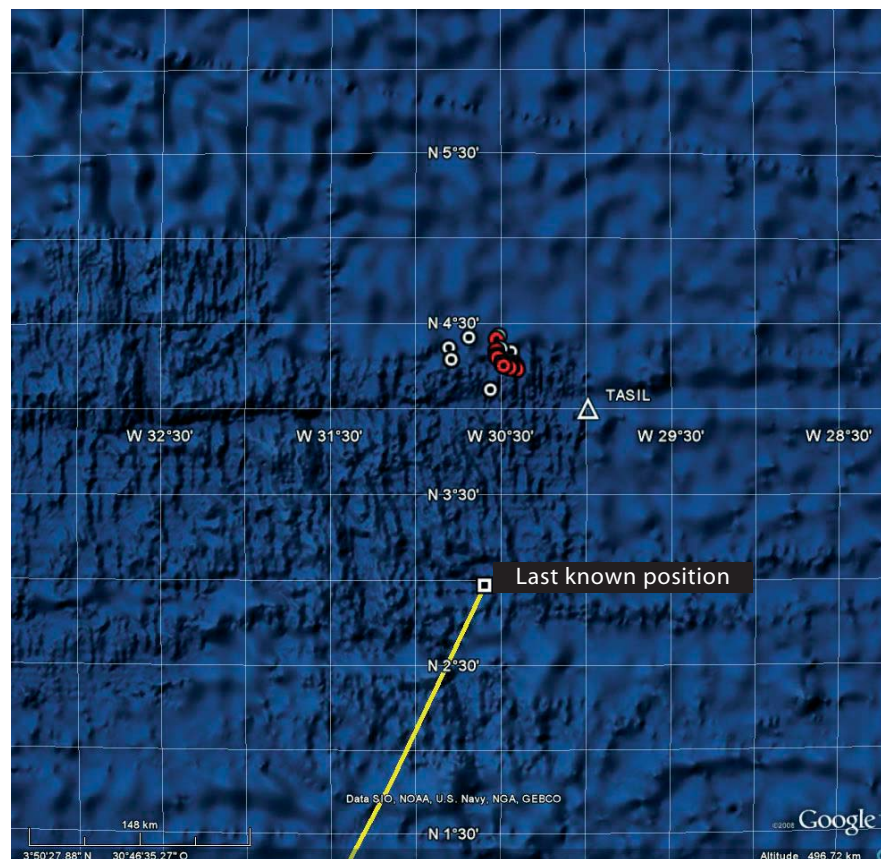 N 5°30'
N 4°30'
TASIL
W 32°30' W 31°30' W 30°30' W 29°30' W 28°30'
N 3°30'
Last known position
N 2°30'
Data SIO, NOAA, U.S. Navy, NGA, GEBCO
©2008 Google
148 km
N 1°30'
3°50'27.88" N 30°46'35.27" O Altitude 496.72 km